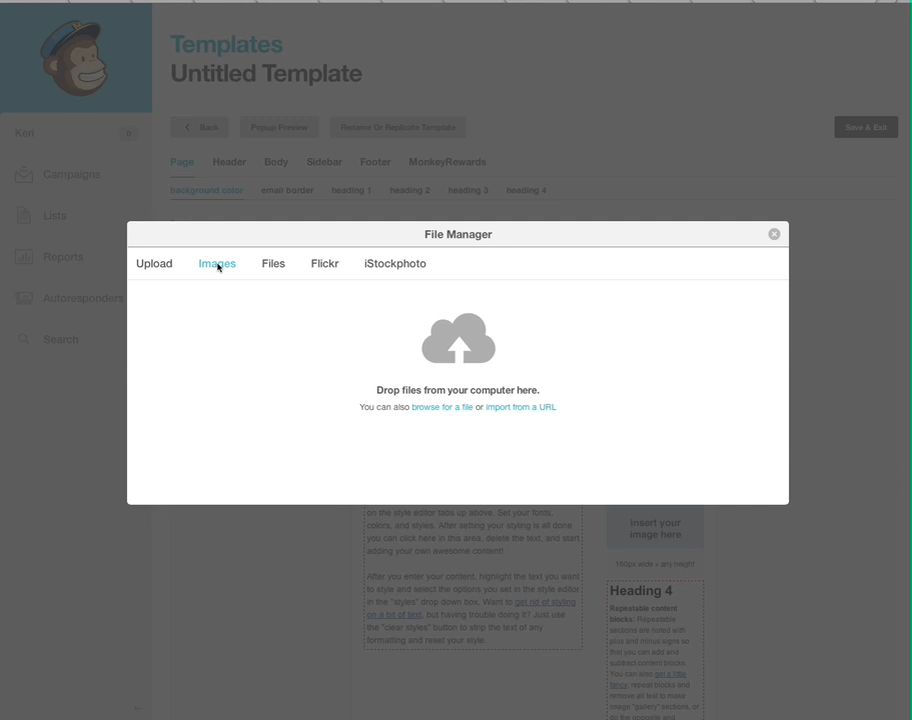 Templates
Untitled Template
Keri
Back
Popup Preview
Rename Or Replicate Template
Save & Exit
Campaigns
Page Header Body Sidebar Footer MonkeyRewards
background color email border heading 1 heading 2 heading 3 heading 4
Lists
File Manager
Reports
Upload Images Files Flickr iStockphoto
Autoresponders
Search
Drop files from your computer here.
You can also browse for a file or import from a URL
on the style editor tabs up above. Set your fonts,
colors, and styles. After setting your styling is all done
you can click here in this area, delete the text, and start
adding your own awesome content!
After you enter your content, highlight the text you want
to style and select the options you set in the style editor
in the "styles" drop down box. Want to get rid of styling
on a bit of text, but having trouble doing it? Just use
the "clear styles" button to strip the text of any
formatting and reset your style.
insert your
image here
160px wide × any height
Heading 4
Repeatable content
blocks: Repeatable
sections are noted with
plus and minus signs so
that you can add and
subtract content blocks.
You can also get a little
fancy: repeat blocks and
remove all text to make
image "gallery" sections, or
do the opposite and